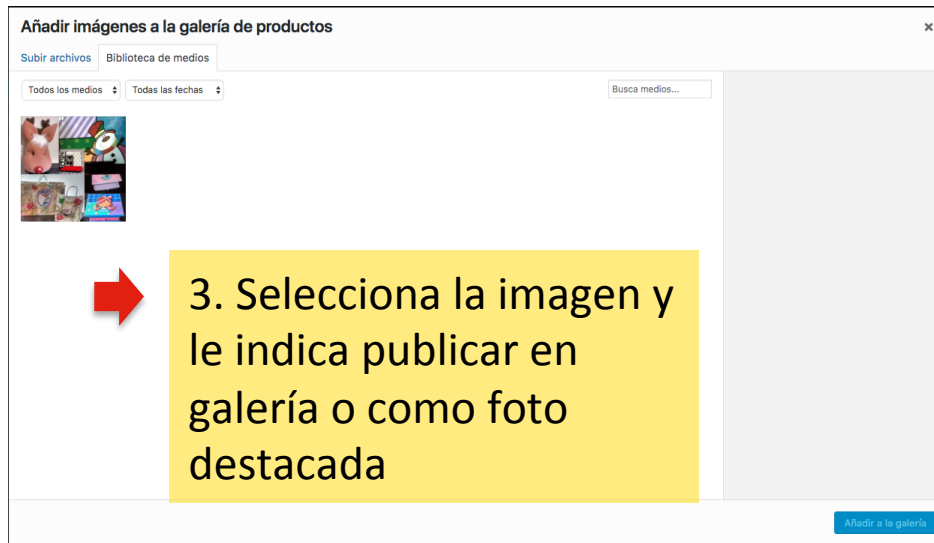 Añadir imágenes a la galería de productos
×
Subir archivos Biblioteca de medios
Todos los medios Todas las fechas Busca medios...
3. Selecciona la imagen y
le indica publicar en
galería o como foto
destacada
Añadir a la galería